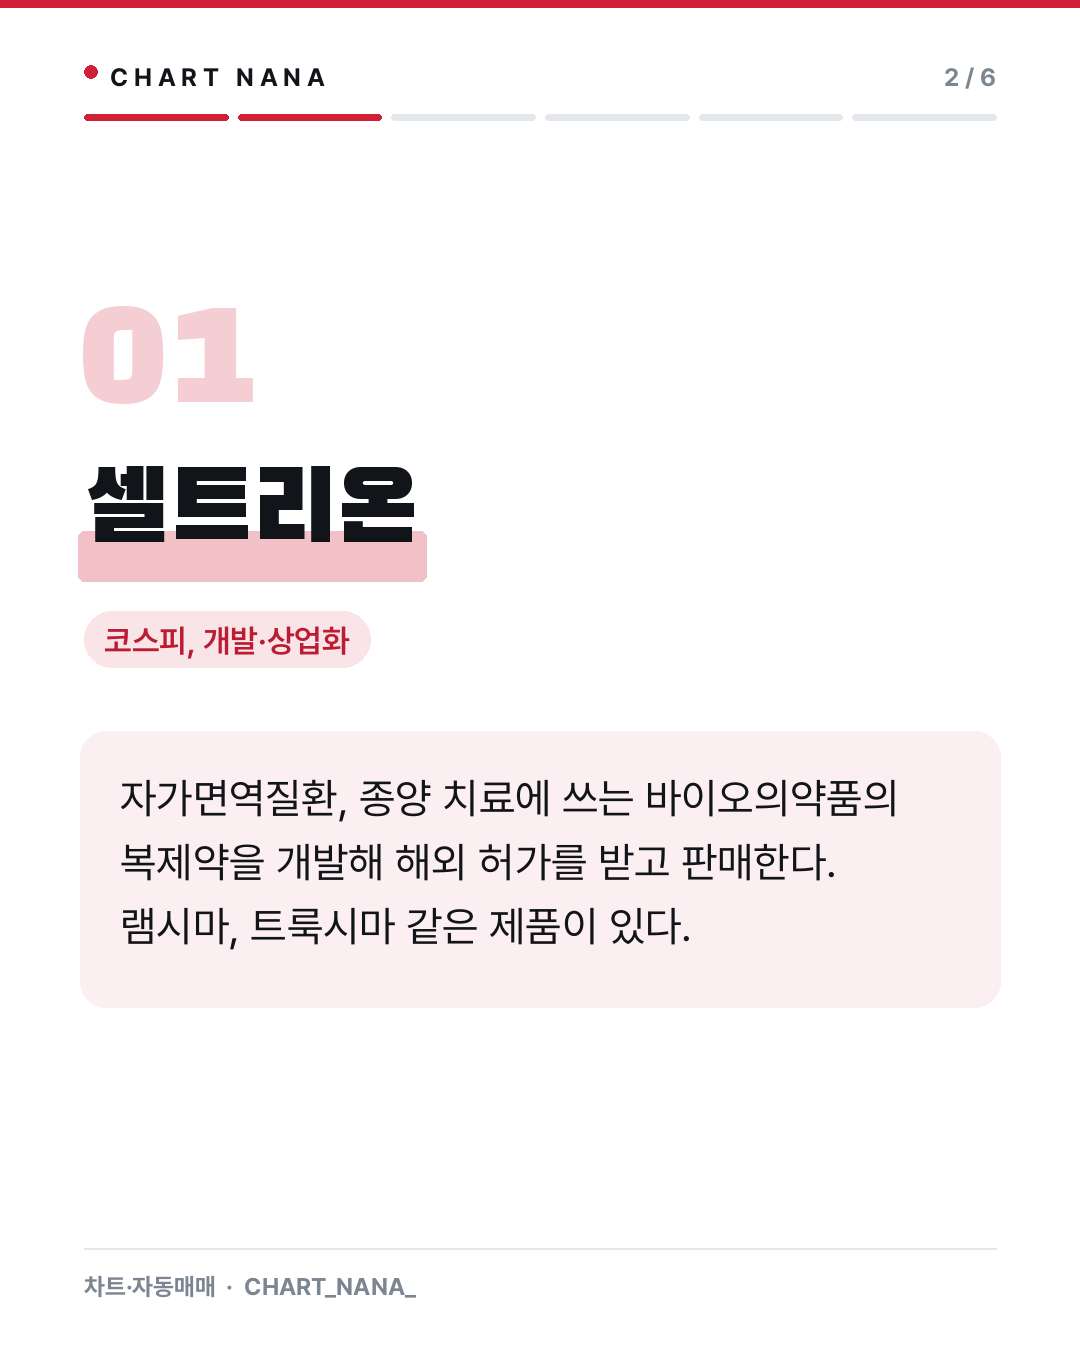 CHART NANA
2 / 6
01
셀트리온
코스피, 개발·상업화
자가면역질환, 종양 치료에 쓰는 바이오의약품의
복제약을 개발해 해외 허가를 받고 판매한다.
램시마, 트룩시마 같은 제품이 있다.
차트·자동매매 · CHART_NANA_